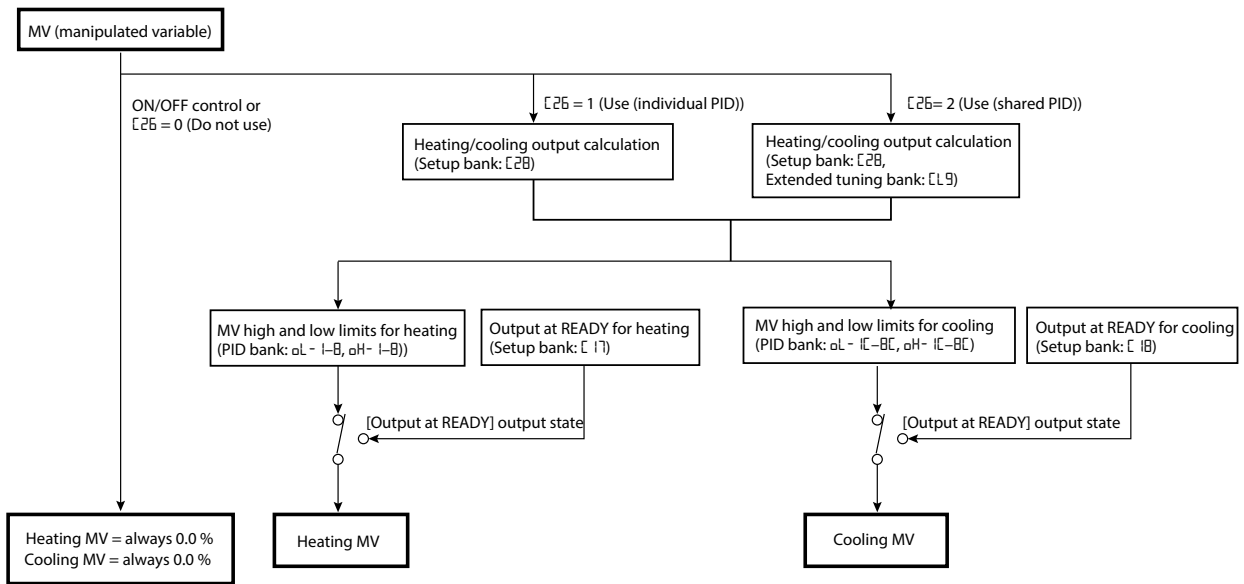 MV (manipulated variable)
ON/OFF control or
C26 = 0 (Do not use)
C26 = 1 (Use (individual PID))
C26= 2 (Use (shared PID))
Heating/cooling output calculation
(Setup bank: C28)
Heating/cooling output calculation
(Setup bank: C28,
Extended tuning bank: CL9)
MV high and low limits for heating
(PID bank: oL- 1–8, oH- 1–8))
Output at READY for heating
(Setup bank: C 17)
MV high and low limits for cooling
(PID bank: oL- 1C–8C, oH- 1C–8C)
Output at READY for cooling
(Setup bank: C 18)
[Output at READY] output state
[Output at READY] output state
Heating MV = always 0.0 %
Cooling MV = always 0.0 %
Heating MV
Cooling MV